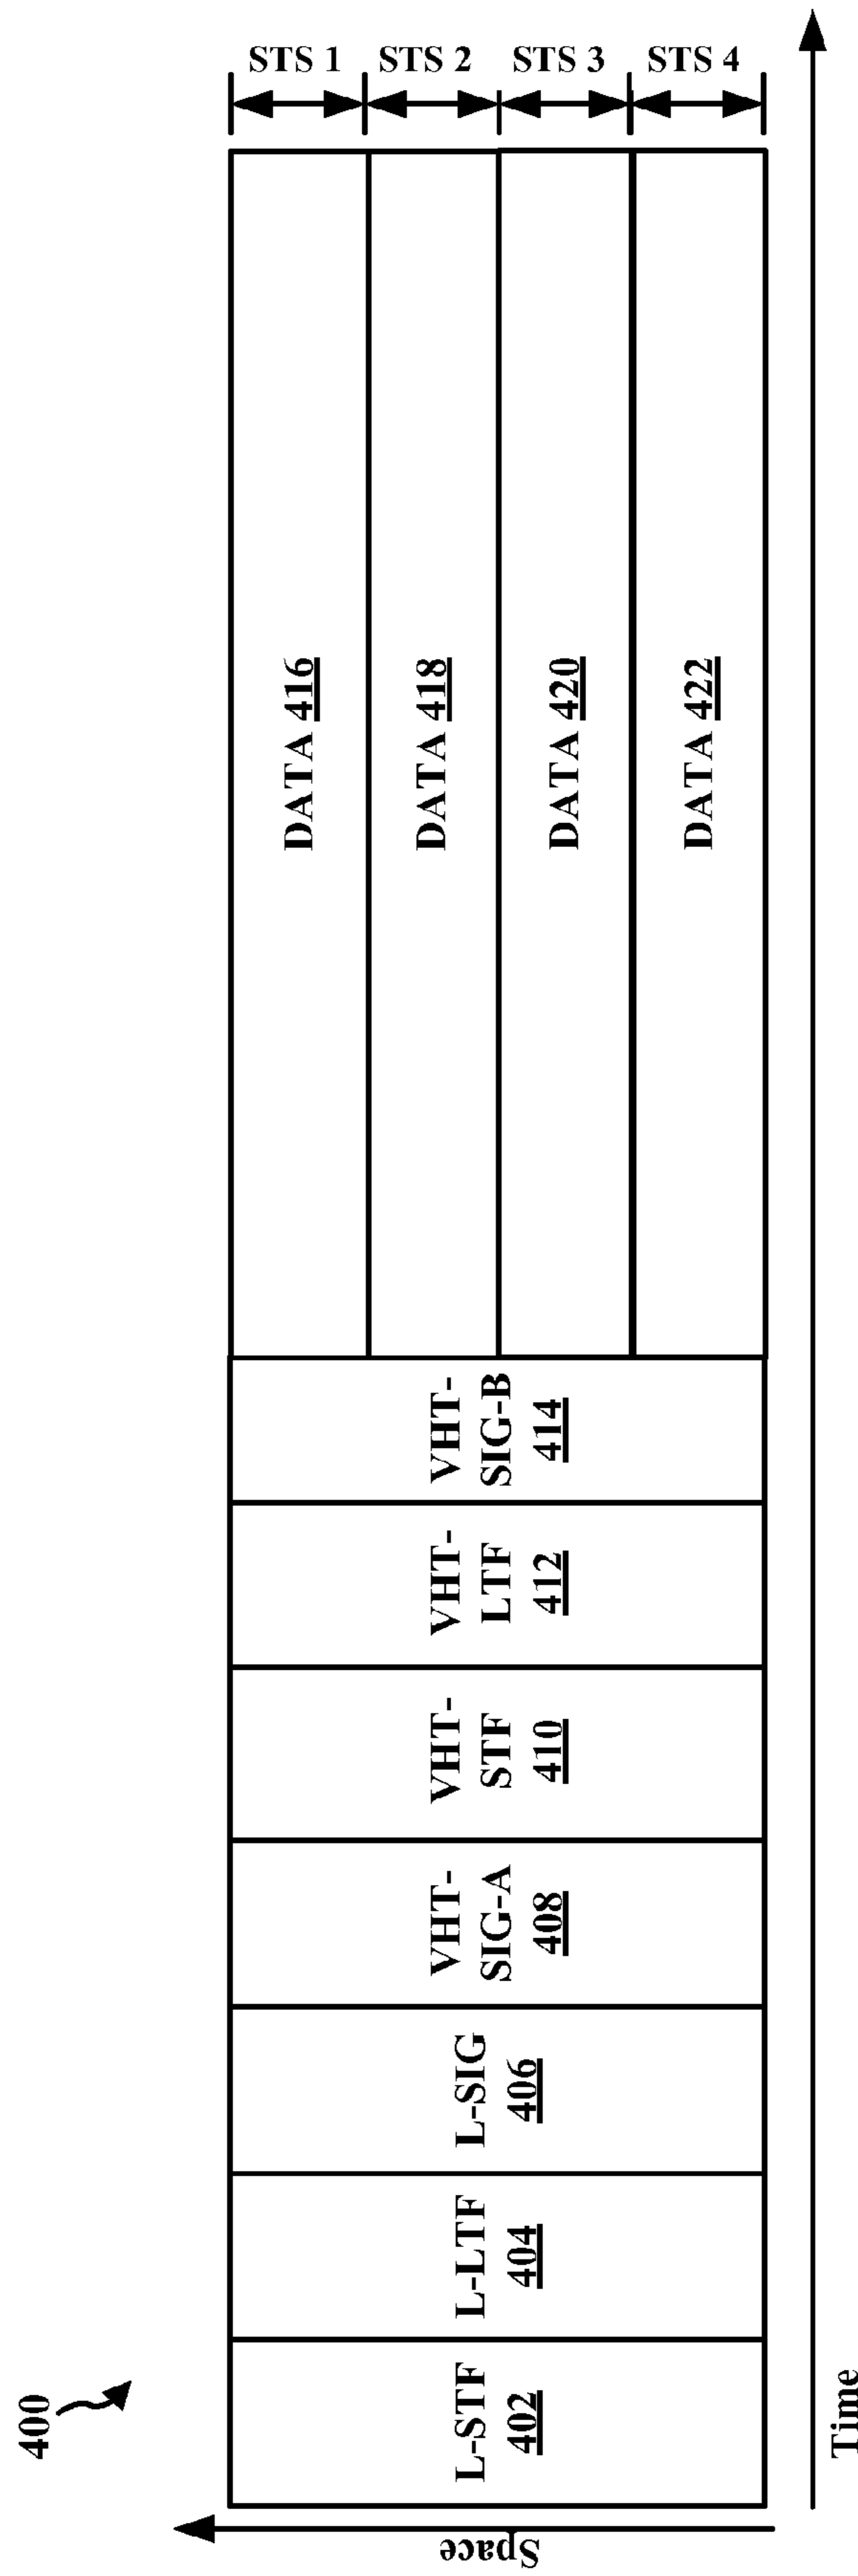 400
L-STF
402
L-LTF
404
L-SIG
406
VHT-
SIG-A
408
VHT-
STF
410
VHT-
LTF
412
VHT-
SIG-B
414
DATA 416
DATA 418
DATA 420
DATA 422
STS 1
STS 2
STS 3
STS 4
Space
Time